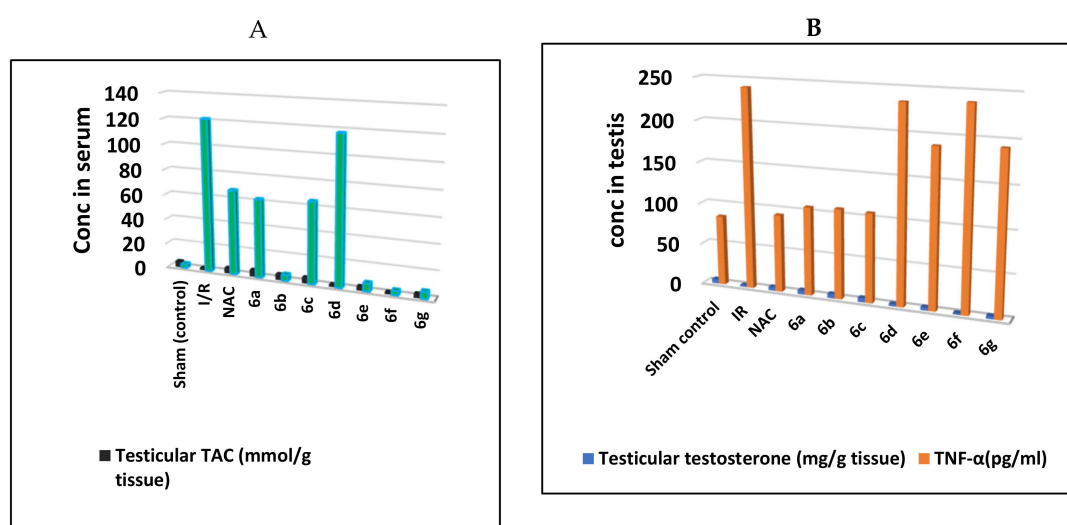 A
140
120
100
80
60
40
20
0
Conc in serum
Sham (control)
I/R
NAC
6a
6b
6c
6d
6e
6f
6g
Testicular TAC (mmol/g
tissue)
B
250
200
150
100
50
0
conc in testis
Sham control
IR
NAC
6a
6b
6c
6d
6e
6f
6g
Testicular testosterone (mg/g tissue) TNF-α(pg/ml)